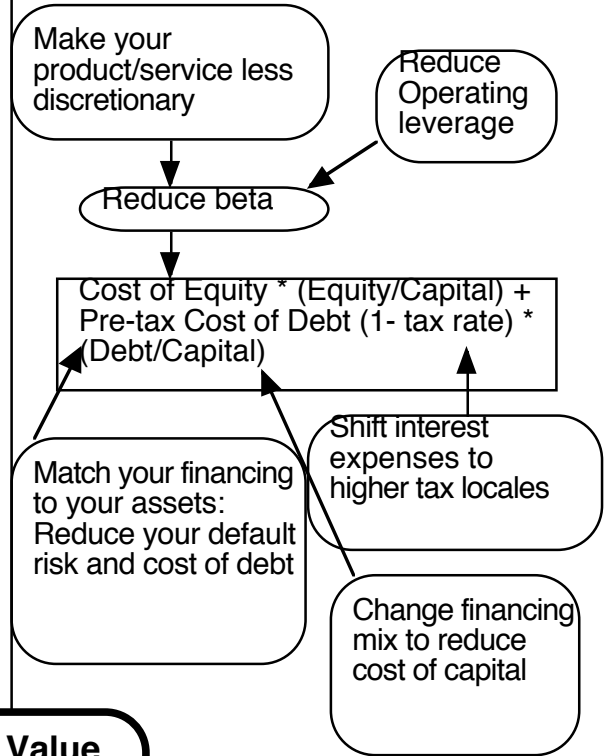 Make your
product/service less
discretionary
Reduce
Operating
leverage
Reduce beta
Cost of Equity * (Equity/Capital) +
Pre-tax Cost of Debt (1- tax rate) *
(Debt/Capital)
Shift interest
expenses to
higher tax locales
Match your financing
to your assets:
Reduce your default
risk and cost of debt
Change financing
mix to reduce
cost of capital
Value